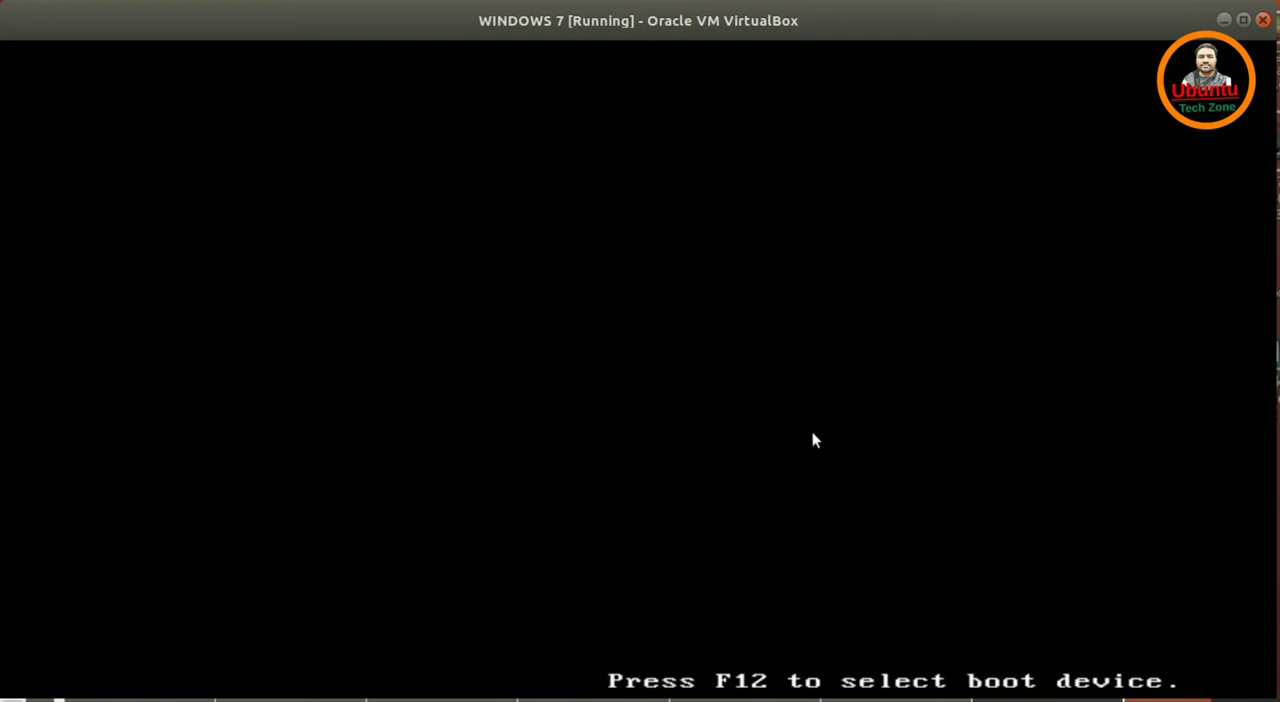 WINDOWS 7 [Running] - Oracle VM VirtualBox
Ubuntu
Tech Zone
Press F12 to select boot device.